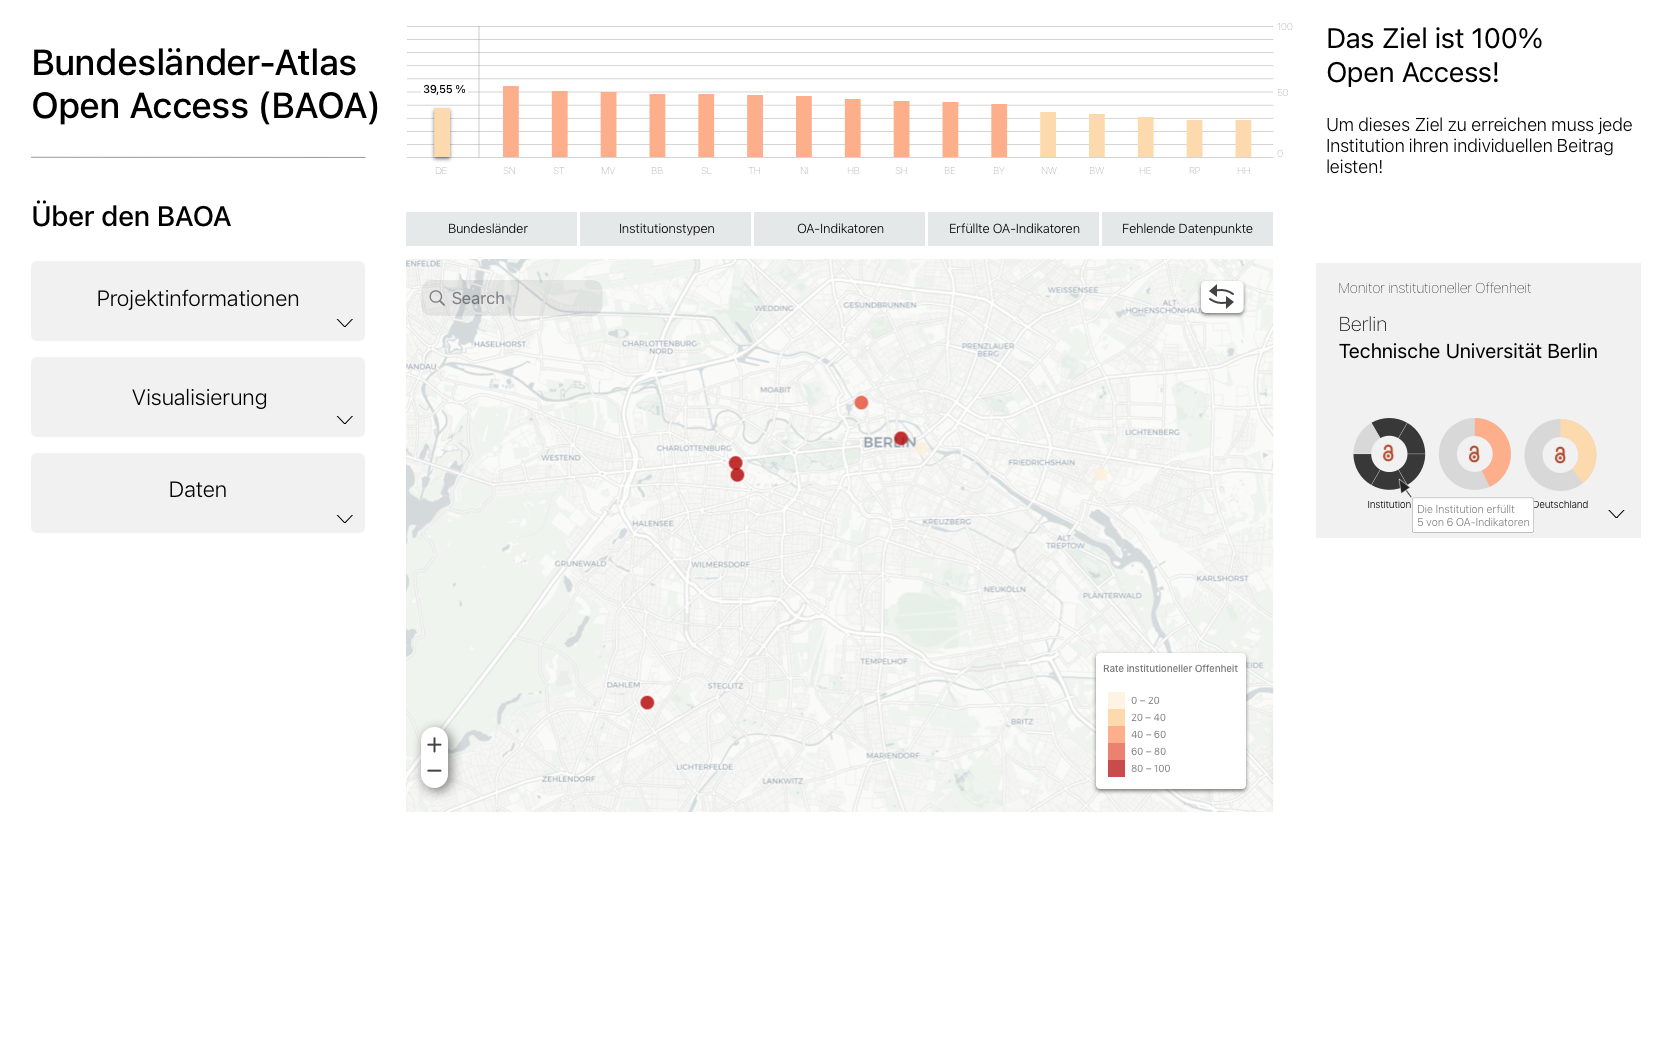 Bundesländer-Atlas
Open Access (BAOA)
Über den BAOA
Projektinformationen
Visualisierung
Daten
100
50
0
39,55 %
DE
SN
ST
MV
BB
SL
TH
NI
HB
SH
BE
BY
NW
BW
HE
RP
HH
Bundesländer
Institutionstypen
OA-Indikatoren
Erfüllte OA-Indikatoren
Fehlende Datenpunkte
ENFELDE
Search
WEISSENSEE
WEDDING
GESUNDBRUNNEN
ALT-
HOHENSCHÖNHAU
HASELHORST
CHARLOTTENBURG-
NORD
PRENZLAUER
BERG
ANDAU
MOABIT
BERLIN
LICHTENBERG
CHARLOTTENBURG
WESTEND
FRIEDRICHSHAIN
HALENSEE
KREUZBERG
ALT-
TREPTOW
GRUNEWALD
WILMERSDORF
KARLSHORST
NEUKÖLLN
PLÄNTERWALD
TEMPELHOF
EIDE
DAHLEM
STEGLITZ
BRITZ
MARIENDORF
LICHTERFELDE
ZEHLENDORF
LANKWITZ
Rate institutioneller Offenheit
0 – 20
20 – 40
40 – 60
60 – 80
80 – 100
Das Ziel ist 100%
Open Access!
Um dieses Ziel zu erreichen muss jede
Institution ihren individuellen Beitrag
leisten!
Monitor institutioneller Offenheit
Berlin
Technische Universität Berlin
Institution
Deutschland
Die Institution erfüllt
5 von 6 OA-Indikatoren